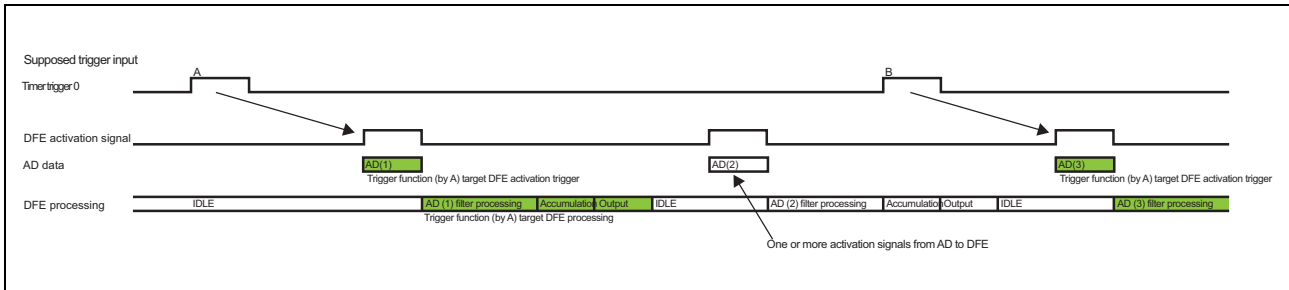 Supposed trigger input
A
B
Timer trigger 0
DFE activation signal
AD data
AD(1)
AD(2)
AD(3)
Trigger function (by A) target DFE activation trigger
Trigger function (by A) target DFE activation trigger
DFE processing
IDLE
AD (1) filter processing
Accumulation
Output
IDLE
AD (2) filter processing
Accumulation
Output
IDLE
AD (3) filter processing
Trigger function (by A) target DFE processing
One or more activation signals from AD to DFE